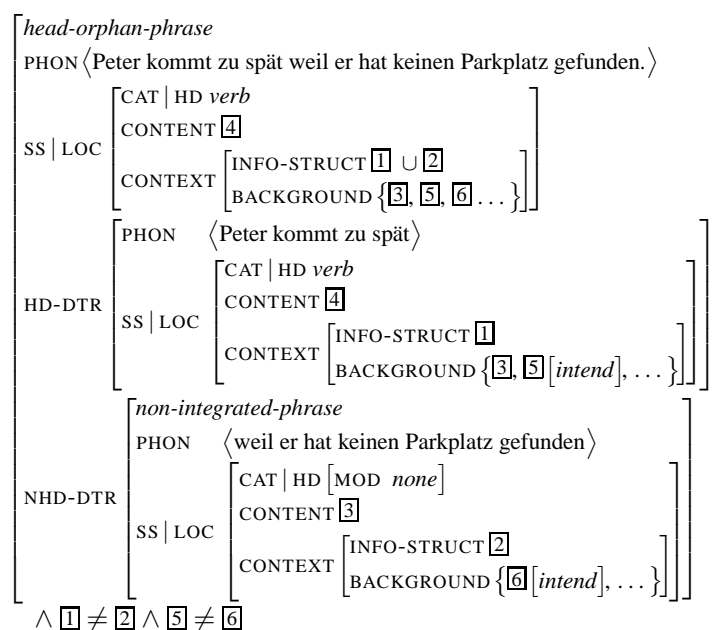 head-orphan-phrase
PHON ⟨Peter kommt zu spät weil er hat keinen Parkplatz gefunden.⟩
CAT | HD verb
CONTENT 4
SS | LOC
INFO-STRUCT 1 ∪ 2
CONTEXT
BACKGROUND {3, 5, 6 ...}
PHON ⟨Peter kommt zu spät⟩
CAT | HD verb
CONTENT 4
HD-DTR
SS | LOC
INFO-STRUCT 1
CONTEXT
BACKGROUND {3, 5 [intend], ...}
non-integrated-phrase
PHON ⟨weil er hat keinen Parkplatz gefunden⟩
CAT | HD [MOD none]
NHD-DTR
CONTENT 3
SS | LOC
INFO-STRUCT 2
CONTEXT
BACKGROUND {6 [intend], ...}
∧ 1 ≠ 2 ∧ 5 ≠ 6